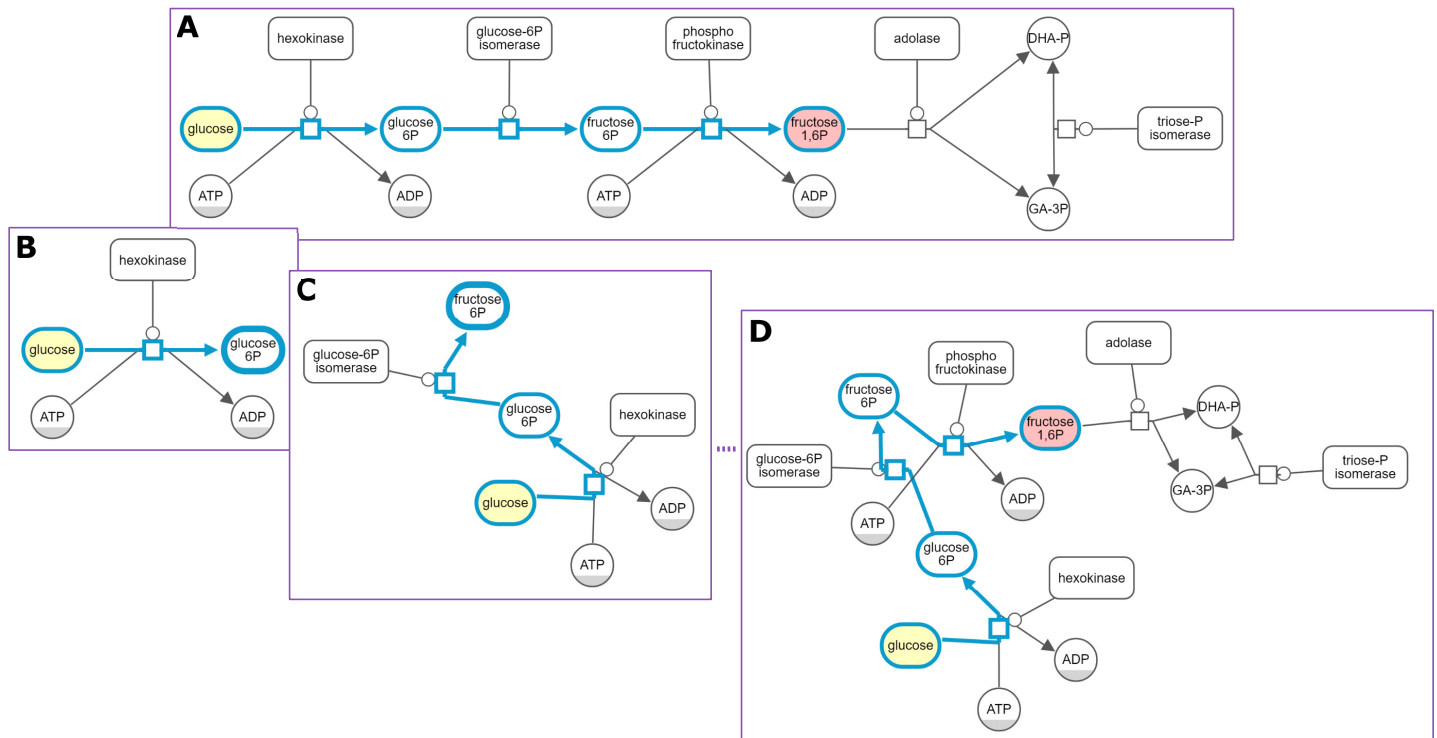 A
hexokinase
glucose-6P
isomerase
phospho
fructokinase
adolase
DHA-P
glucose
glucose
6P
fructose
6P
fructose
1,6P
triose-P
isomerase
ATP
ADP
ATP
ADP
GA-3P
B
hexokinase
glucose
glucose
6P
ATP
ADP
C
fructose
6P
glucose-6P
isomerase
glucose
6P
hexokinase
glucose
ADP
ATP
D
adolase
phospho
fructokinase
fructose
6P
DHA-P
fructose
1,6P
glucose-6P
isomerase
triose-P
isomerase
GA-3P
ADP
ATP
glucose
6P
hexokinase
glucose
ADP
ATP